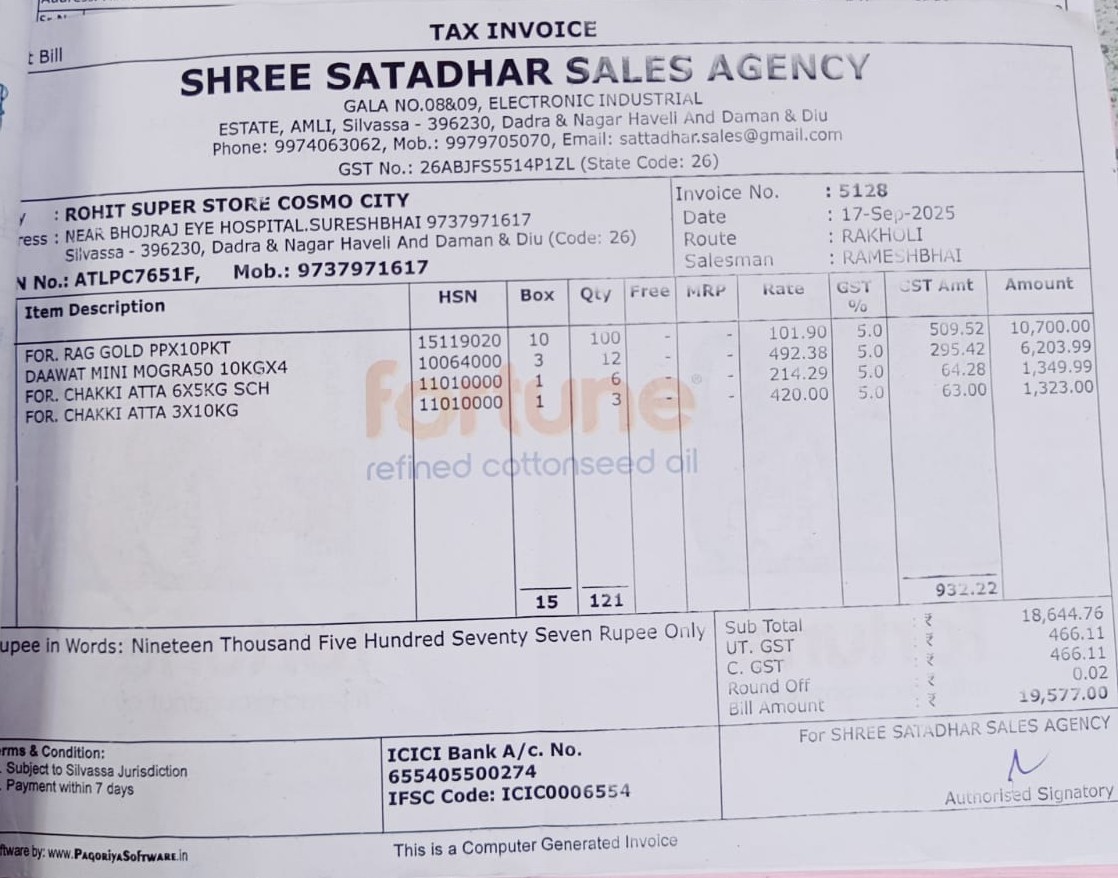 TAX INVOICE
t Bill
SHREE SATADHAR SALES AGENCY
GALA NO.08&09, ELECTRONIC INDUSTRIAL
ESTATE, AMLI, Silvassa - 396230, Dadra & Nagar Haveli And Daman & Diu
Phone: 9974063062, Mob.: 9979705070, Email: sattadhar.sales@gmail.com
GST No.: 26ABJFS5514P1ZL (State Code: 26)
y : ROHIT SUPER STORE COSMO CITY
ress : NEAR BHOJRAJ EYE HOSPITAL.SURESHBHAI 9737971617
Silvassa - 396230, Dadra & Nagar Haveli And Daman & Diu (Code: 26)
N No.: ATLPC7651F, Mob.: 9737971617
Invoice No. : 5128
Date : 17-Sep-2025
Route : RAKHOLI
Salesman : RAMESHBHAI
Item Description HSN Box Qty Free MRP Rate GST % GST Amt Amount
FOR. RAG GOLD PPX10PKT 15119020 10 100 - - 101.90 5.0 509.52 10,700.00
DAAWAT MINI MOGRA50 10KGX4 10064000 3 12 - - 492.38 5.0 295.42 6,203.99
FOR. CHAKKI ATTA 6X5KG SCH 11010000 1 6 - - 214.29 5.0 64.28 1,349.99
FOR. CHAKKI ATTA 3X10KG 11010000 1 3 - - 420.00 5.0 63.00 1,323.00
fortune®
refined cottonseed oil
15 121 932.22
upee in Words: Nineteen Thousand Five Hundred Seventy Seven Rupee Only
Sub Total : ₹ 18,644.76
UT. GST : ₹ 466.11
C. GST : ₹ 466.11
Round Off : ₹ 0.02
Bill Amount : ₹ 19,577.00
rms & Condition:
. Subject to Silvassa Jurisdiction
. Payment within 7 days
ICICI Bank A/c. No.
655405500274
IFSC Code: ICIC0006554
For SHREE SATADHAR SALES AGENCY
Authorised Signatory
ftware by: www.PAGORIYASOFTWARE.in
This is a Computer Generated Invoice